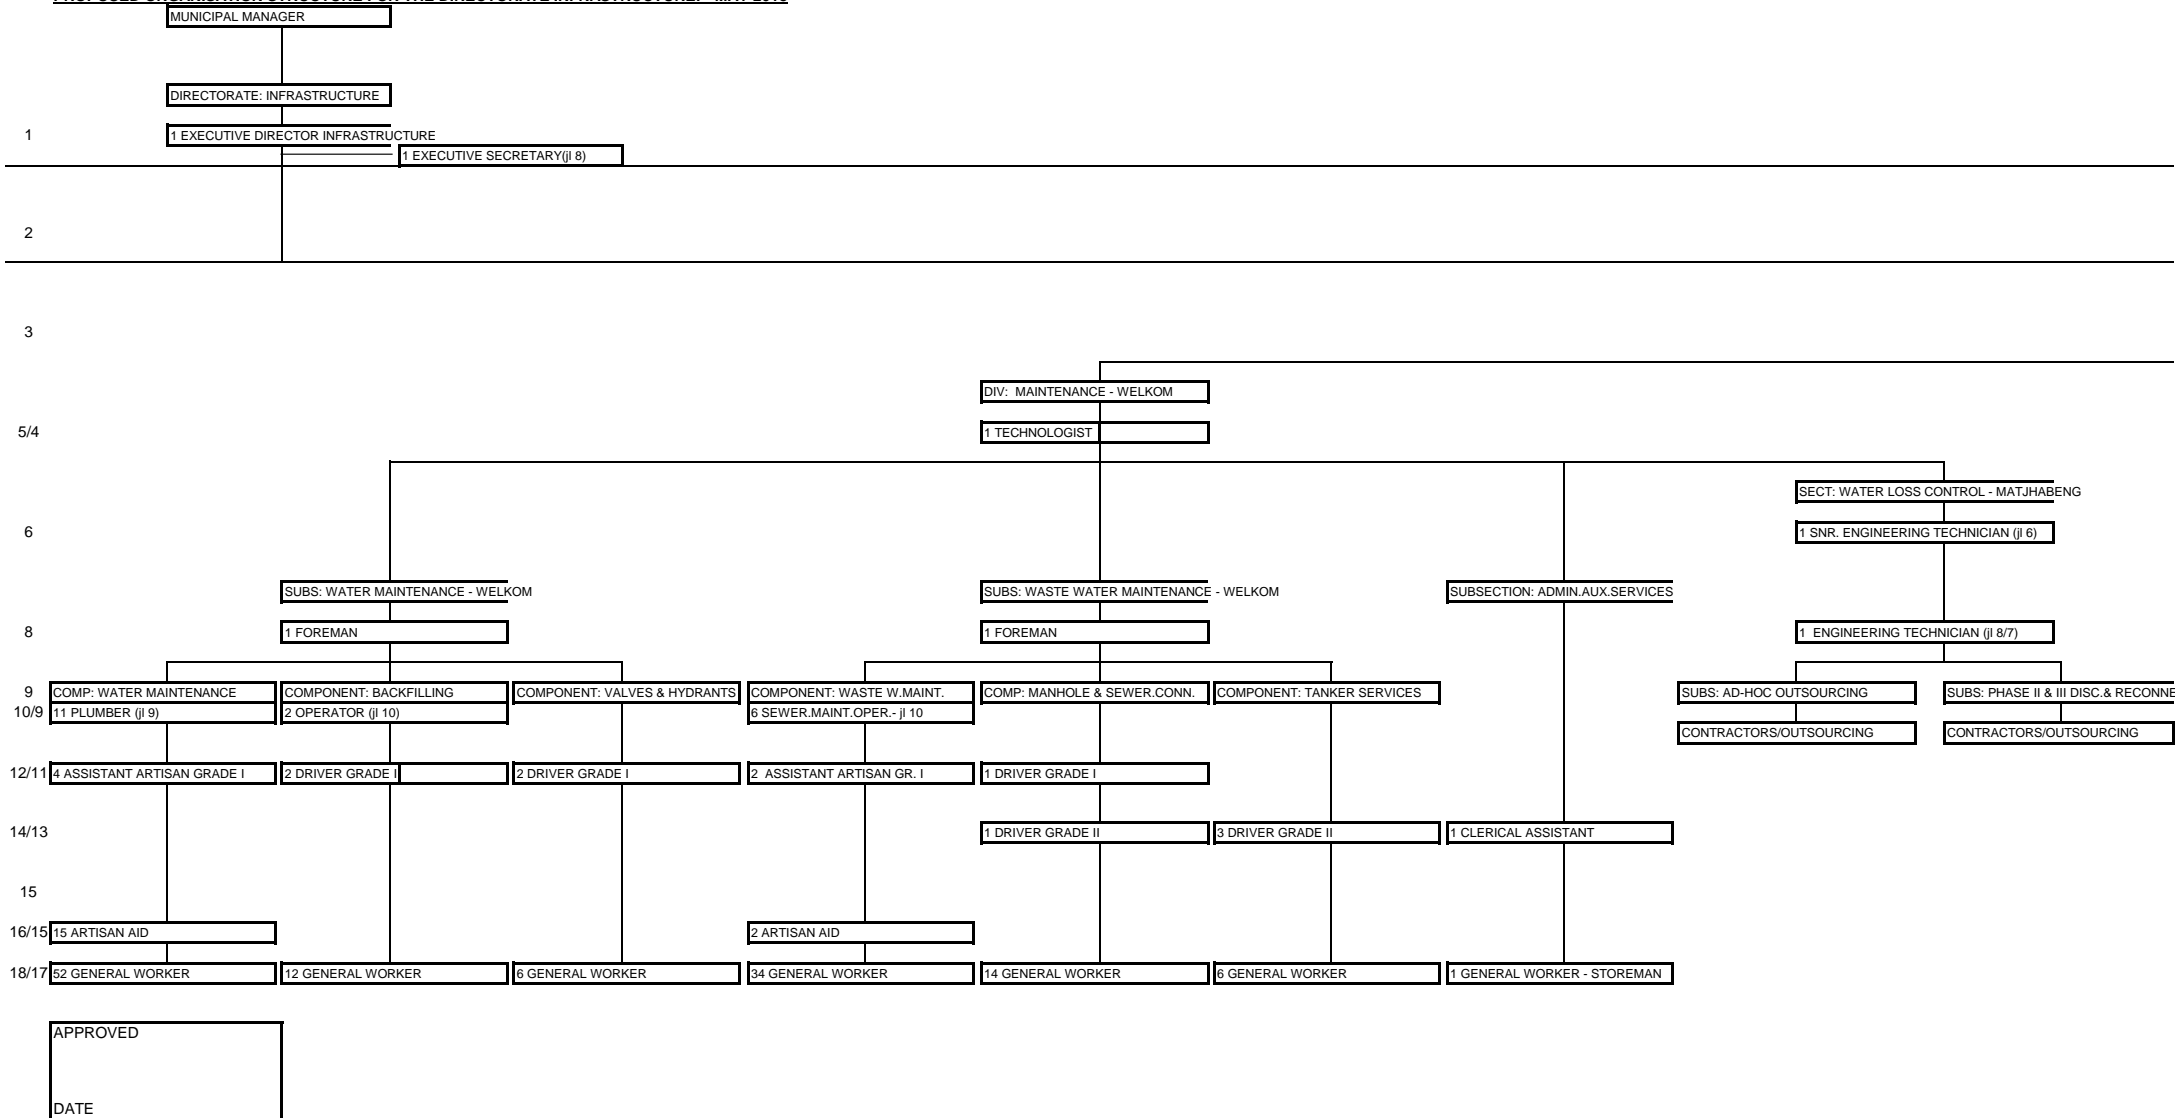 MUNICIPAL MANAGER
DIRECTORATE: INFRASTRUCTURE
1
1 EXECUTIVE DIRECTOR INFRASTRUCTURE
1 EXECUTIVE SECRETARY(jl 8)
2
3
DIV:  MAINTENANCE - WELKOM
5/4
1 TECHNOLOGIST
SECT: WATER LOSS CONTROL - MATJHABENG
6
1 SNR. ENGINEERING TECHNICIAN (jl 6)
SUBS: WATER MAINTENANCE - WELKOM
SUBS: WASTE WATER MAINTENANCE - WELKOM
SUBSECTION: ADMIN.AUX.SERVICES
8
1 FOREMAN
1 FOREMAN
1  ENGINEERING TECHNICIAN (jl 8/7)
9
COMP: WATER MAINTENANCE
COMPONENT: BACKFILLING
COMPONENT: VALVES & HYDRANTS
COMPONENT: WASTE W.MAINT.
COMP: MANHOLE & SEWER.CONN.
COMPONENT: TANKER SERVICES
SUBS: AD-HOC OUTSOURCING
SUBS: PHASE II & III DISC.& RECONNE
10/9
11 PLUMBER (jl 9)
2 OPERATOR (jl 10)
6 SEWER.MAINT.OPER.- jl 10
CONTRACTORS/OUTSOURCING
CONTRACTORS/OUTSOURCING
12/11
4 ASSISTANT ARTISAN GRADE I
2 DRIVER GRADE I
2 DRIVER GRADE I
2  ASSISTANT ARTISAN GR. I
1 DRIVER GRADE I
14/13
1 DRIVER GRADE II
3 DRIVER GRADE II
1 CLERICAL ASSISTANT
15
16/15
15 ARTISAN AID
2 ARTISAN AID
18/17
52 GENERAL WORKER
12 GENERAL WORKER
6 GENERAL WORKER
34 GENERAL WORKER
14 GENERAL WORKER
6 GENERAL WORKER
1 GENERAL WORKER - STOREMAN
APPROVED
DATE